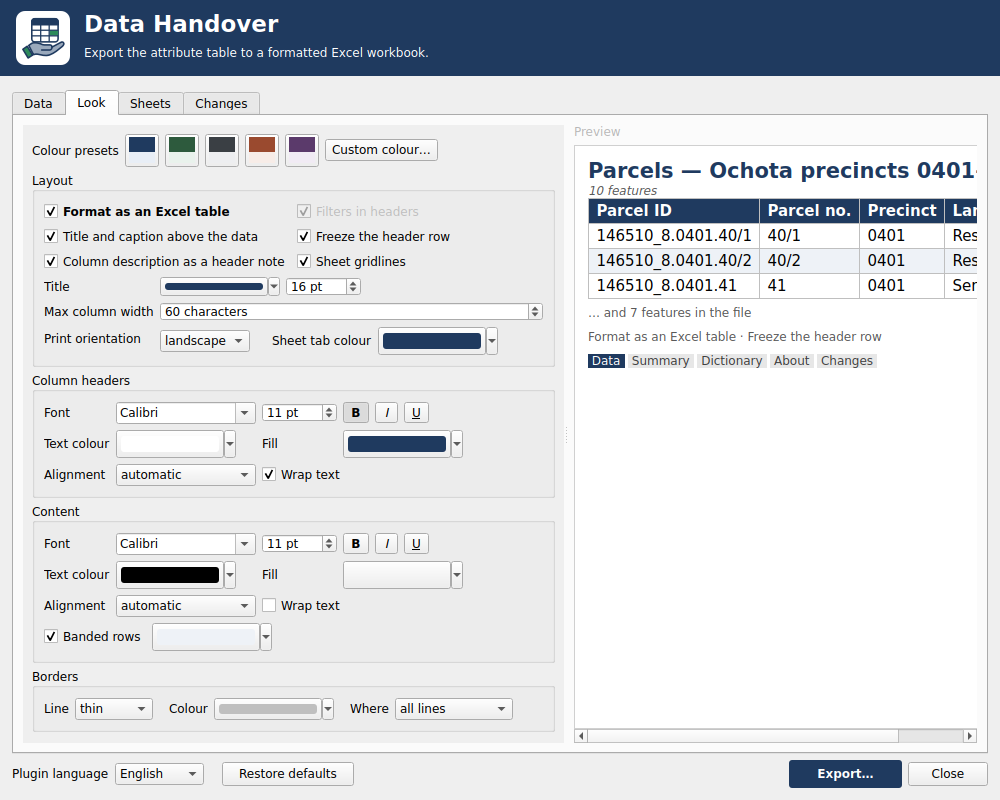 Data Handover
Export the attribute table to a formatted Excel workbook.
Data Look Sheets Changes
Colour presets Custom colour...
Layout
Format as an Excel table Filters in headers
Title and caption above the data Freeze the header row
Column description as a header note Sheet gridlines
Title 16 pt
Max column width 60 characters
Print orientation landscape Sheet tab colour
Column headers
Font Calibri 11 pt B I U
Text colour Fill
Alignment automatic Wrap text
Content
Font Calibri 11 pt B I U
Text colour Fill
Alignment automatic Wrap text
Banded rows
Borders
Line thin Colour Where all lines
Preview
Parcels — Ochota precincts 0401-
10 features
Parcel ID Parcel no. Precinct Lan
146510_8.0401.40/1 40/1 0401 Res
146510_8.0401.40/2 40/2 0401 Res
146510_8.0401.41 41 0401 Ser
... and 7 features in the file
Format as an Excel table · Freeze the header row
Data Summary Dictionary About Changes
Plugin language English Restore defaults Export... Close